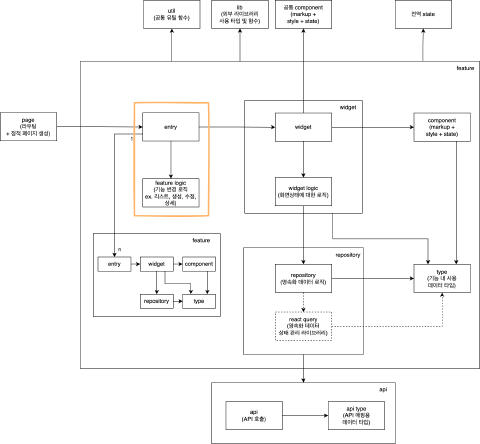 util
(공통 유틸 함수)
lib
(외부 라이브러리
사용 타입 및 함수)
공통 component
(markup +
style + state)
전역 state
feature
page
(라우팅
+ 정적 페이지 생성)
entry
1
feature logic
(기능 변경 로직
ex. 리스트, 생성, 수정,
상세)
widget
widget
widget logic
(화면상태에 대한 로직)
component
(markup +
style + state)
n
feature
entry
widget
component
repository
type
repository
repository
(영속화 데이터 로직)
react query
(영속화 데이터
상태 관리 라이브러리)
type
(기능 내 사용
데이터 타입)
api
api
(API 호출)
api type
(API 매핑용
데이터 타입)